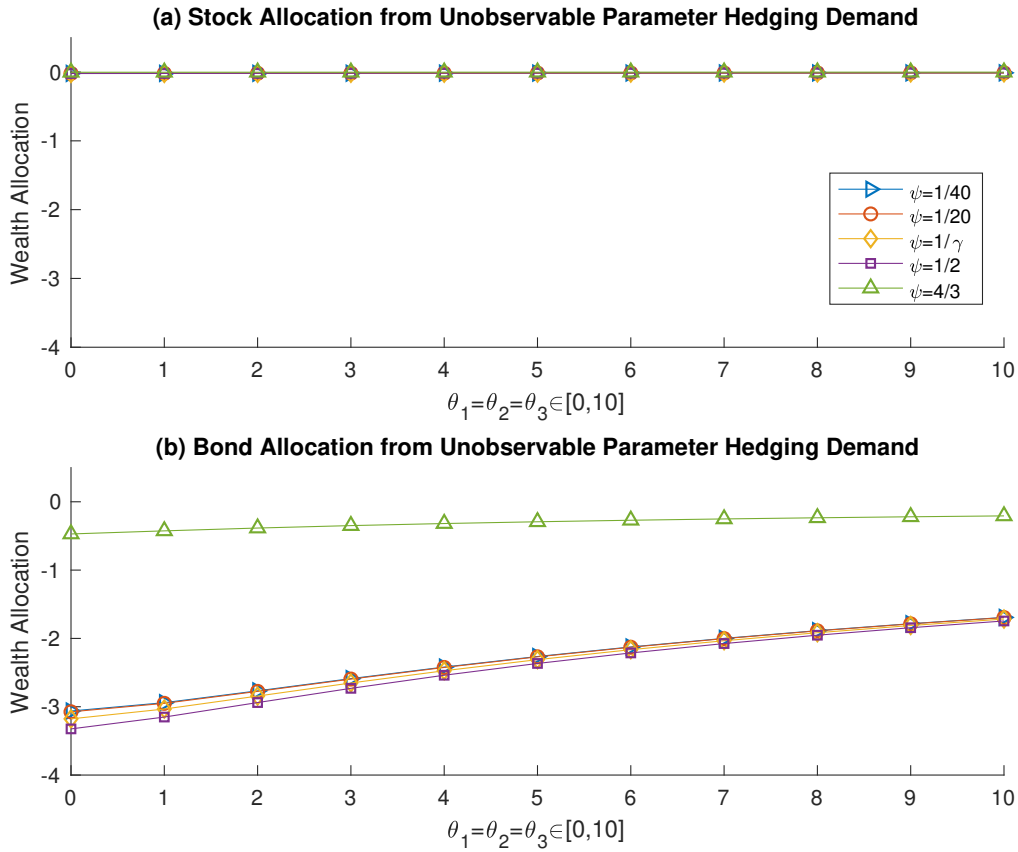 (a) Stock Allocation from Unobservable Parameter Hedging Demand
Wealth Allocation
0
-1
-2
-3
-4
ψ=1/40
ψ=1/20
ψ=1/γ
ψ=1/2
ψ=4/3
0 1 2 3 4 5 6 7 8 9 10
θ₁=θ₂=θ₃∈[0,10]
(b) Bond Allocation from Unobservable Parameter Hedging Demand
Wealth Allocation
0
-1
-2
-3
-4
0 1 2 3 4 5 6 7 8 9 10
θ₁=θ₂=θ₃∈[0,10]